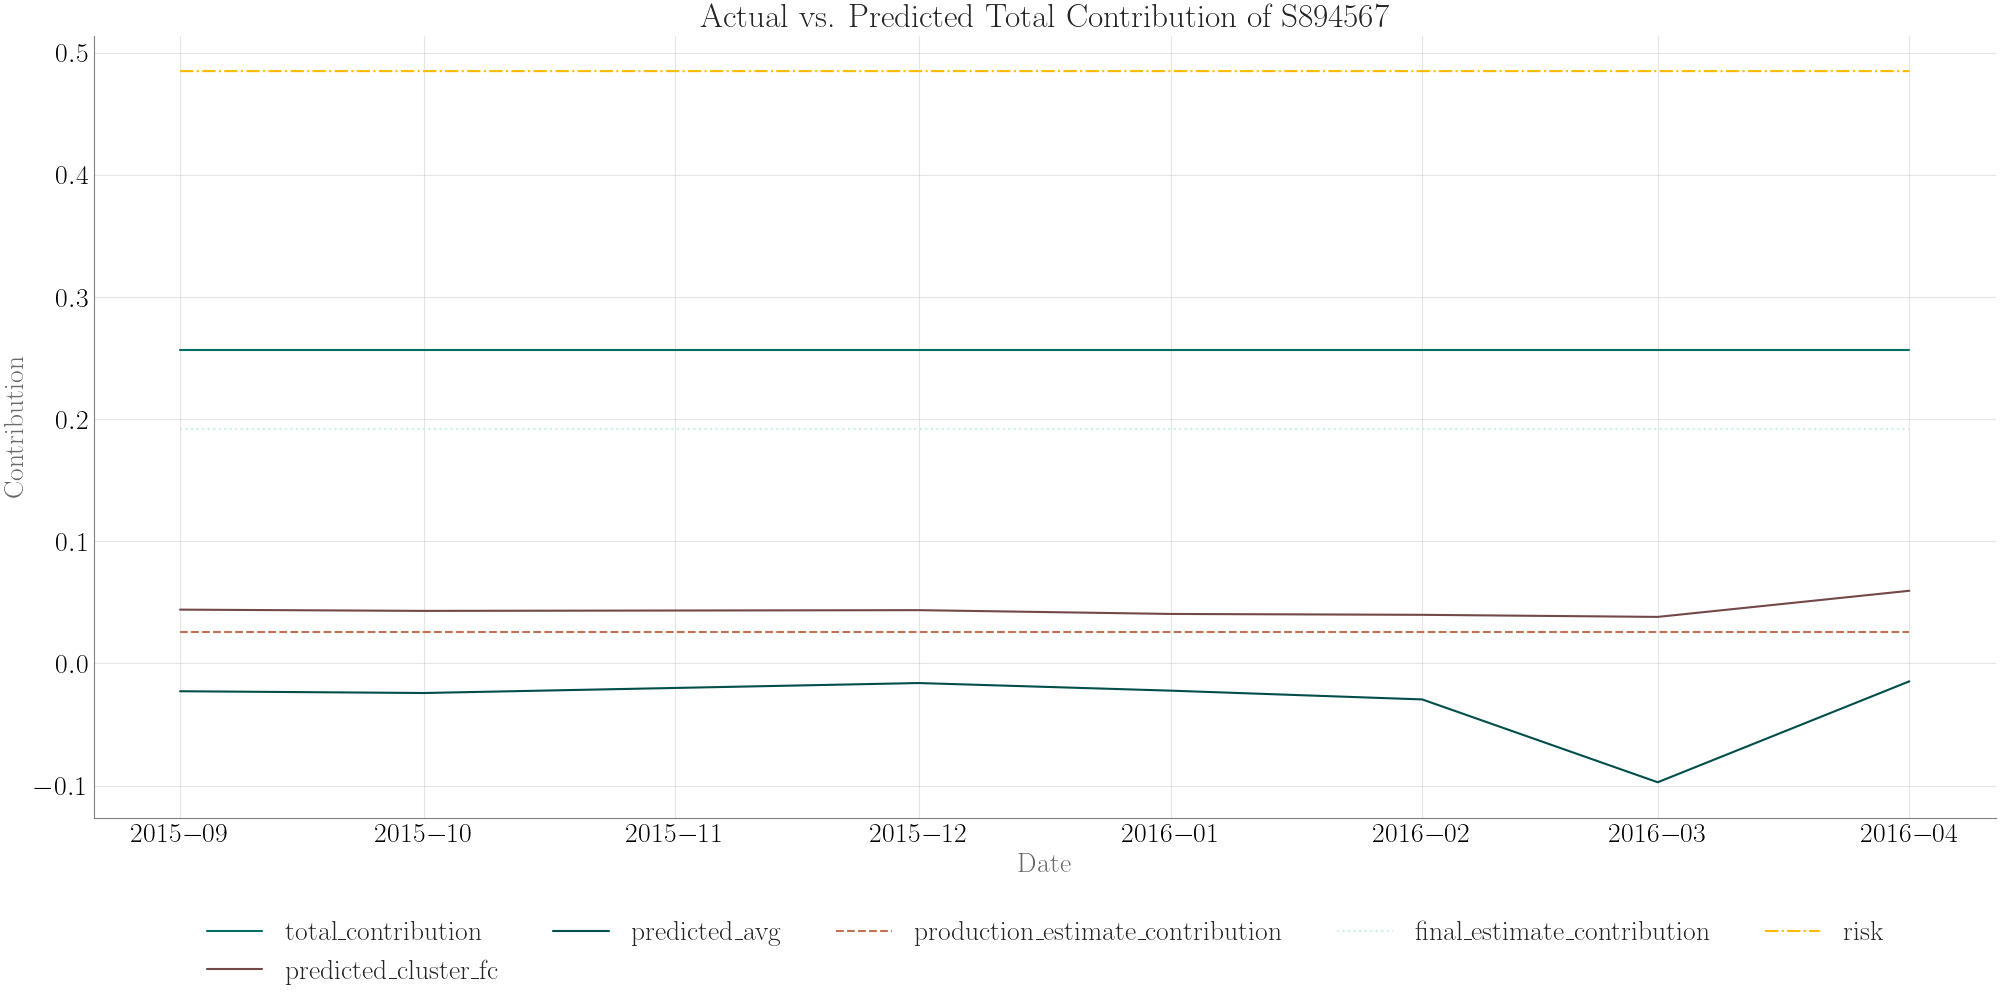 Actual vs. Predicted Total Contribution of S894567
0.5
0.4
0.3
0.2
0.1
0.0
−0.1
Contribution
2015−09 2015−10 2015−11 2015−12 2016−01 2016−02 2016−03 2016−04
Date
total_contribution predicted_avg production_estimate_contribution final_estimate_contribution risk
predicted_cluster_fc